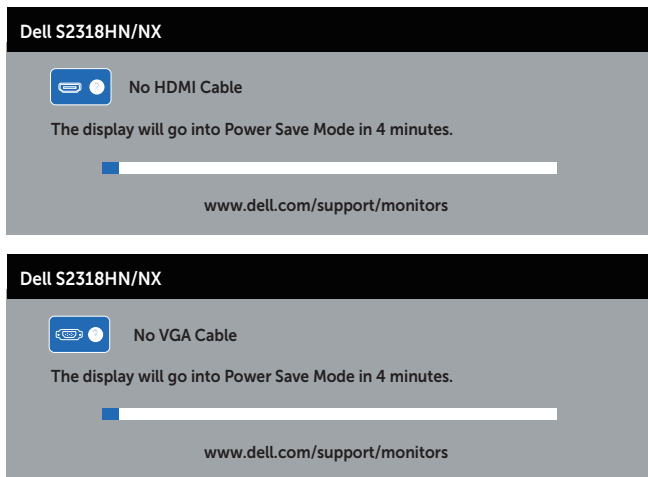 Dell S2318HN/NX
No HDMI Cable
The display will go into Power Save Mode in 4 minutes.
www.dell.com/support/monitors
Dell S2318HN/NX
No VGA Cable
The display will go into Power Save Mode in 4 minutes.
www.dell.com/support/monitors